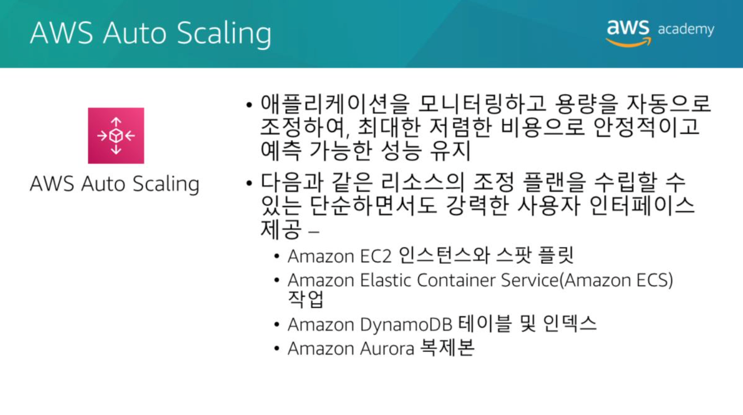 AWS Auto Scaling
aws academy
AWS Auto Scaling
• 애플리케이션을 모니터링하고 용량을 자동으로
조정하여, 최대한 저렴한 비용으로 안정적이고
예측 가능한 성능 유지
• 다음과 같은 리소스의 조정 플랜을 수립할 수
있는 단순하면서도 강력한 사용자 인터페이스
제공 –
• Amazon EC2 인스턴스와 스팟 플릿
• Amazon Elastic Container Service(Amazon ECS)
작업
• Amazon DynamoDB 테이블 및 인덱스
• Amazon Aurora 복제본